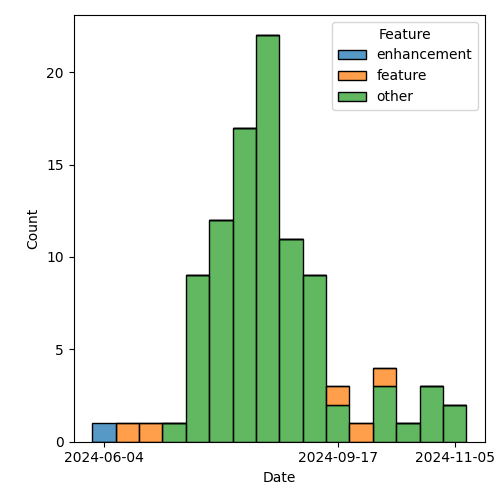 Feature
enhancement
feature
other
20
15
10
5
0
Count
2024-06-04
2024-09-17
2024-11-05
Date